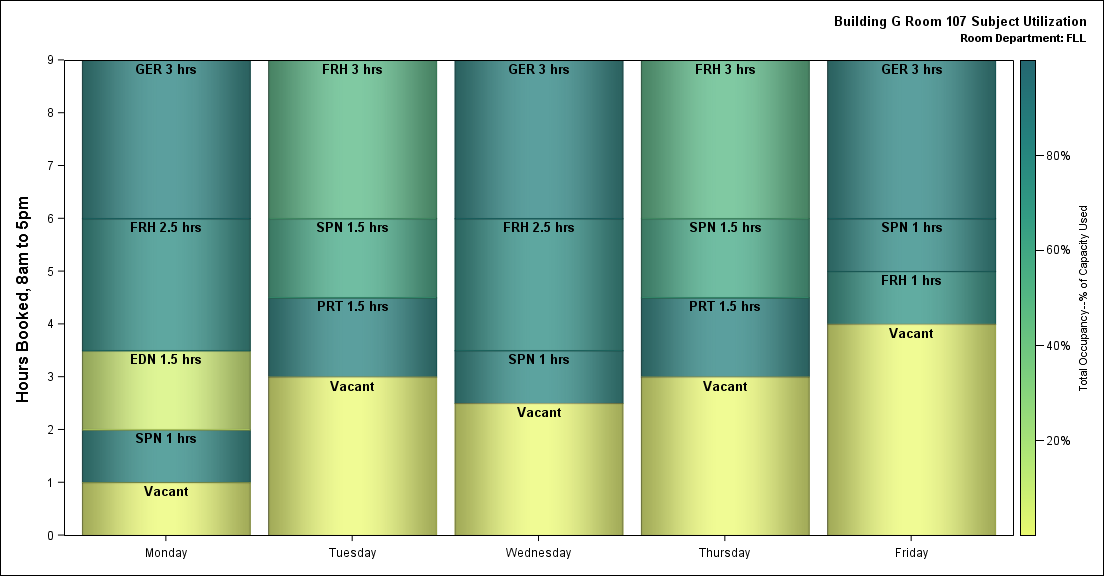 Building G Room 107 Subject Utilization
Room Department: FLL
Hours Booked, 8am to 5pm
9
8
7
6
5
4
3
2
1
0
GER 3 hrs
FRH 2.5 hrs
EDN 1.5 hrs
SPN 1 hrs
Vacant
Monday
FRH 3 hrs
SPN 1.5 hrs
PRT 1.5 hrs
Vacant
Tuesday
GER 3 hrs
FRH 2.5 hrs
SPN 1 hrs
Vacant
Wednesday
FRH 3 hrs
SPN 1.5 hrs
PRT 1.5 hrs
Vacant
Thursday
GER 3 hrs
SPN 1 hrs
FRH 1 hrs
Vacant
Friday
80%
60%
40%
20%
Total Occupancy--% of Capacity Used